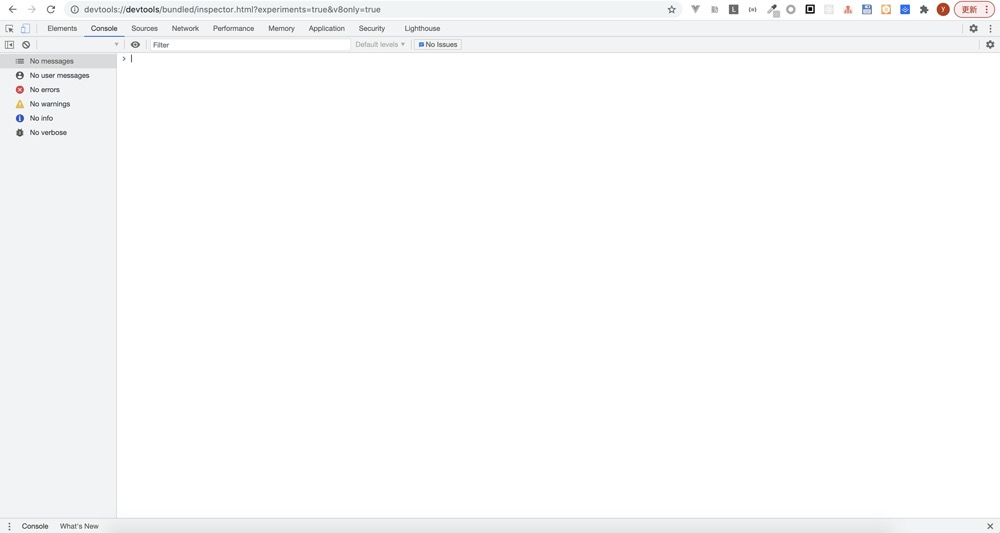 devtools://devtools/bundled/inspector.html?experiments=true&v8only=true
L
y
更新
Elements Console Sources Network Performance Memory Application Security Lighthouse
Filter
Default levels
No Issues
No messages
No user messages
No errors
No warnings
No info
No verbose
Console What's New